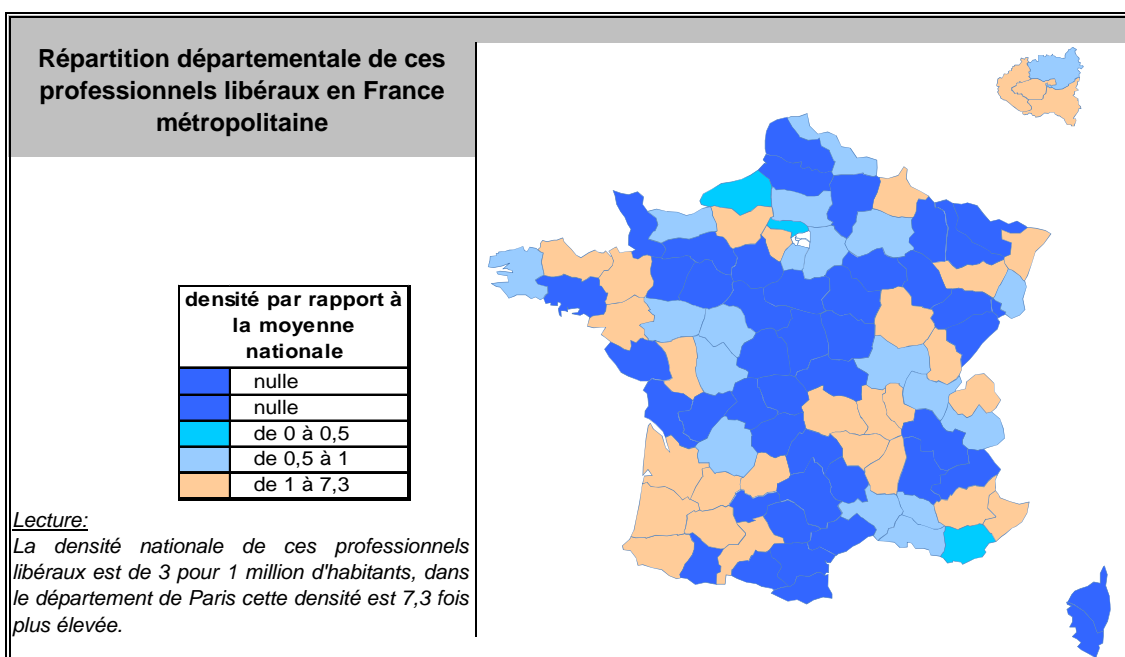 Répartition départementale de ces
professionnels libéraux en France
métropolitaine
densité par rapport à
la moyenne
nationale
nulle
nulle
de 0 à 0,5
de 0,5 à 1
de 1 à 7,3
Lecture:
La densité nationale de ces professionnels
libéraux est de 3 pour 1 million d'habitants, dans
le département de Paris cette densité est 7,3 fois
plus élevée.